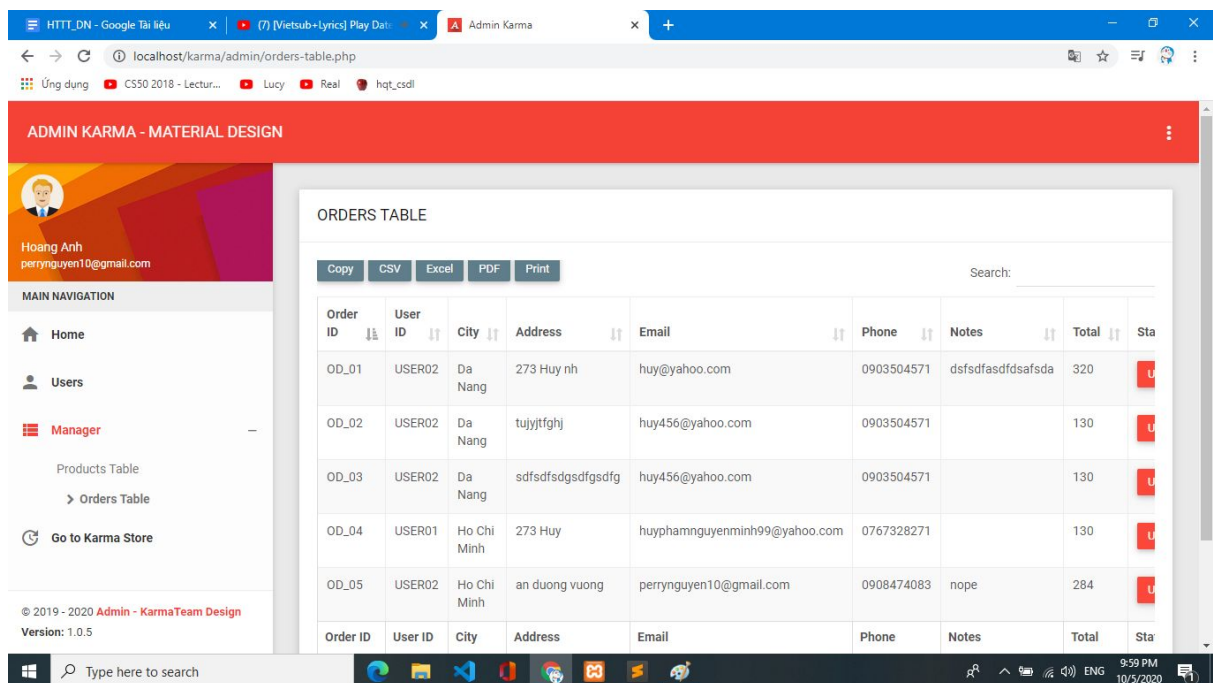 HTTT_DN - Google Tài liệu
(7) [Vietsub+Lyrics] Play Date
Admin Karma
localhost/karma/admin/orders-table.php
Ứng dụng CS50 2018 - Lectur... Lucy Real hqt_csdl
ADMIN KARMA - MATERIAL DESIGN
Hoang Anh
perrynguyen10@gmail.com
MAIN NAVIGATION
Home
Users
Manager
Products Table
Orders Table
Go to Karma Store
© 2019 - 2020 Admin - KarmaTeam Design
Version: 1.0.5
ORDERS TABLE
Copy CSV Excel PDF Print
Search:
Order ID User ID City Address Email Phone Notes Total Sta
OD_01 USER02 Da Nang 273 Huy nh huy@yahoo.com 0903504571 dsfsdfasdfdsafsda 320 U
OD_02 USER02 Da Nang tujyjtfghj huy456@yahoo.com 0903504571 130 U
OD_03 USER02 Da Nang sdfsdfsdgsdfgsdfg huy456@yahoo.com 0903504571 130 U
OD_04 USER01 Ho Chi Minh 273 Huy huyphamnguyenminh99@yahoo.com 0767328271 130 U
OD_05 USER02 Ho Chi Minh an duong vuong perrynguyen10@gmail.com 0908474083 nope 284 U
Order ID User ID City Address Email Phone Notes Total Sta
Type here to search
ENG
9:59 PM
10/5/2020